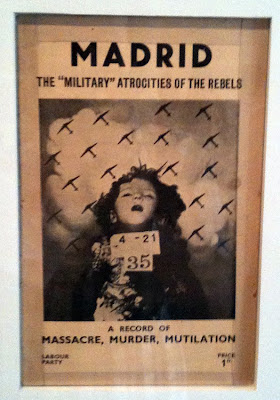 MADRID
THE "MILITARY" ATROCITIES OF THE REBELS
4-21
35
A RECORD OF
MASSACRE, MURDER, MUTILATION
LABOUR
PARTY
PRICE
1ᴰ